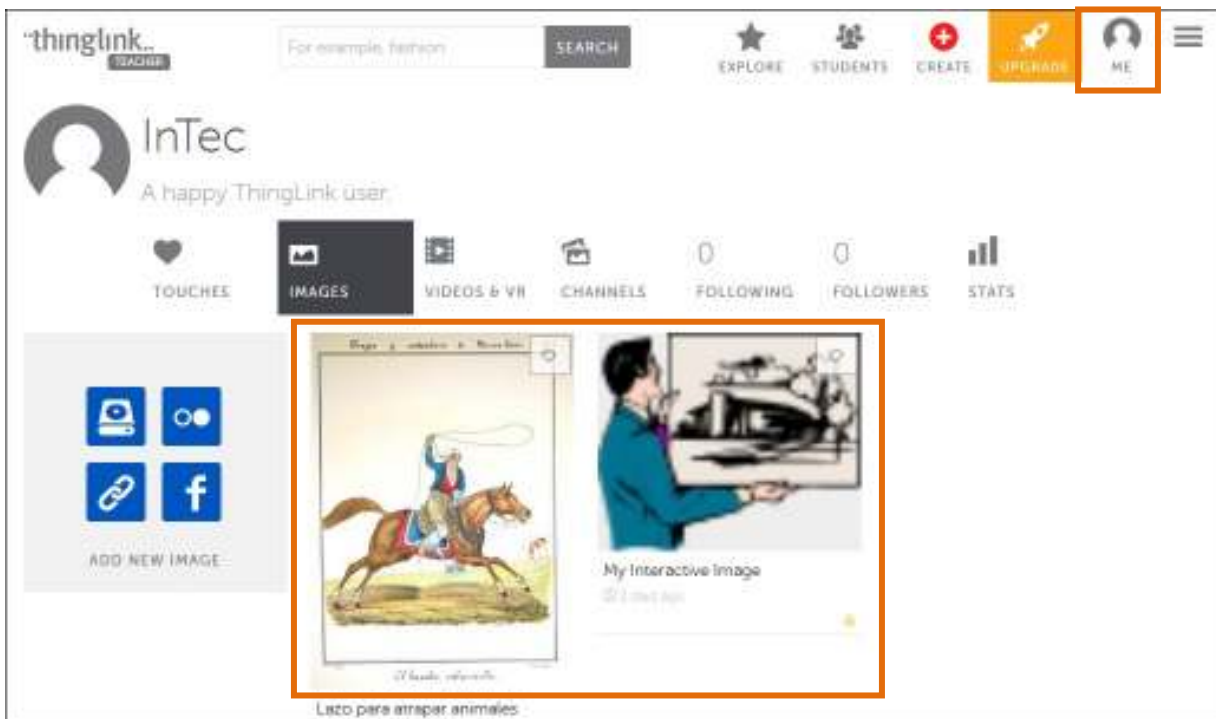 thinglink..
TEACHER
For example, fashion
SEARCH
EXPLORE
STUDENTS
CREATE
UPGRADE
ME
InTec
A happy ThingLink user.
TOUCHES
IMAGES
VIDEOS & VR
CHANNELS
0
FOLLOWING
0
FOLLOWERS
STATS
ADD NEW IMAGE
My Interactive Image
ago
Lazo para atrapar animales